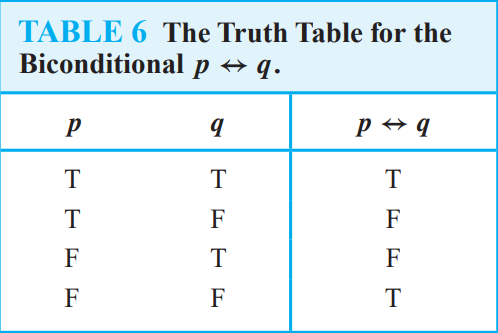 TABLE 6 The Truth Table for the
Biconditional p ↔ q.
p q p ↔ q
T T T
T F F
F T F
F F T